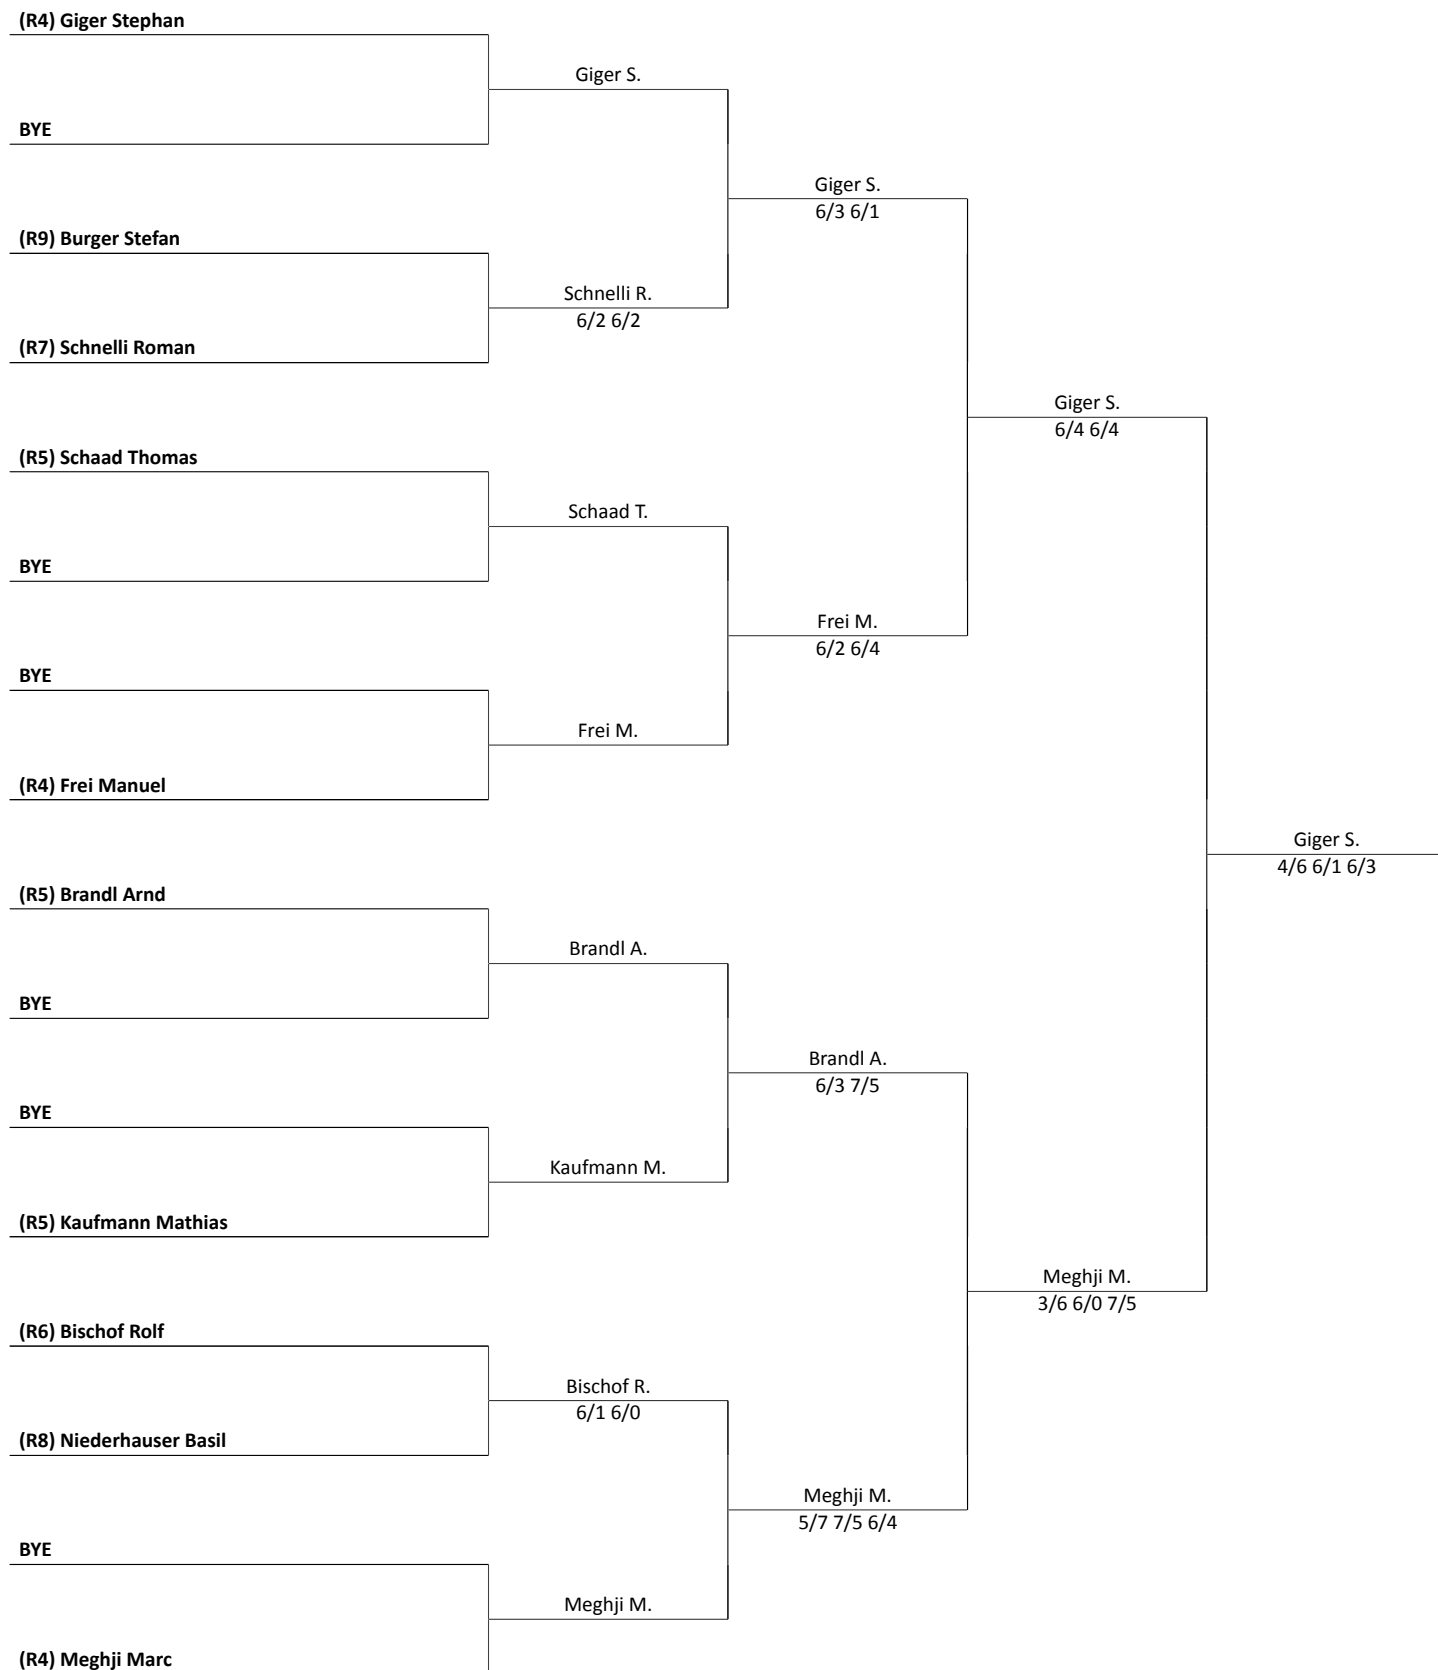 (R4) Giger Stephan
BYE
(R9) Burger Stefan
(R7) Schnelli Roman
(R5) Schaad Thomas
BYE
BYE
(R4) Frei Manuel
(R5) Brandl Arnd
BYE
BYE
(R5) Kaufmann Mathias
(R6) Bischof Rolf
(R8) Niederhauser Basil
BYE
(R4) Meghji Marc
Giger S.
Schnelli R.
6/2 6/2
Schaad T.
Frei M.
Brandl A.
Kaufmann M.
Bischof R.
6/1 6/0
Meghji M.
Giger S.
6/3 6/1
Frei M.
6/2 6/4
Brandl A.
6/3 7/5
Meghji M.
5/7 7/5 6/4
Giger S.
6/4 6/4
Meghji M.
3/6 6/0 7/5
Giger S.
4/6 6/1 6/3